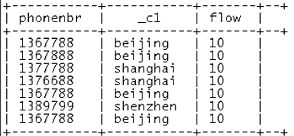 +------------+-----------+-------+--+
| phonenbr | _c1 | flow |
+------------+-----------+-------+--+
| 1367788 | beijing | 10 |
| 1367888 | beijing | 10 |
| 1377788 | shanghai | 10 |
| 1376688 | shanghai | 10 |
| 1367788 | beijing | 10 |
| 1389799 | shenzhen | 10 |
| 1367788 | beijing | 10 |
+------------+-----------+-------+--+